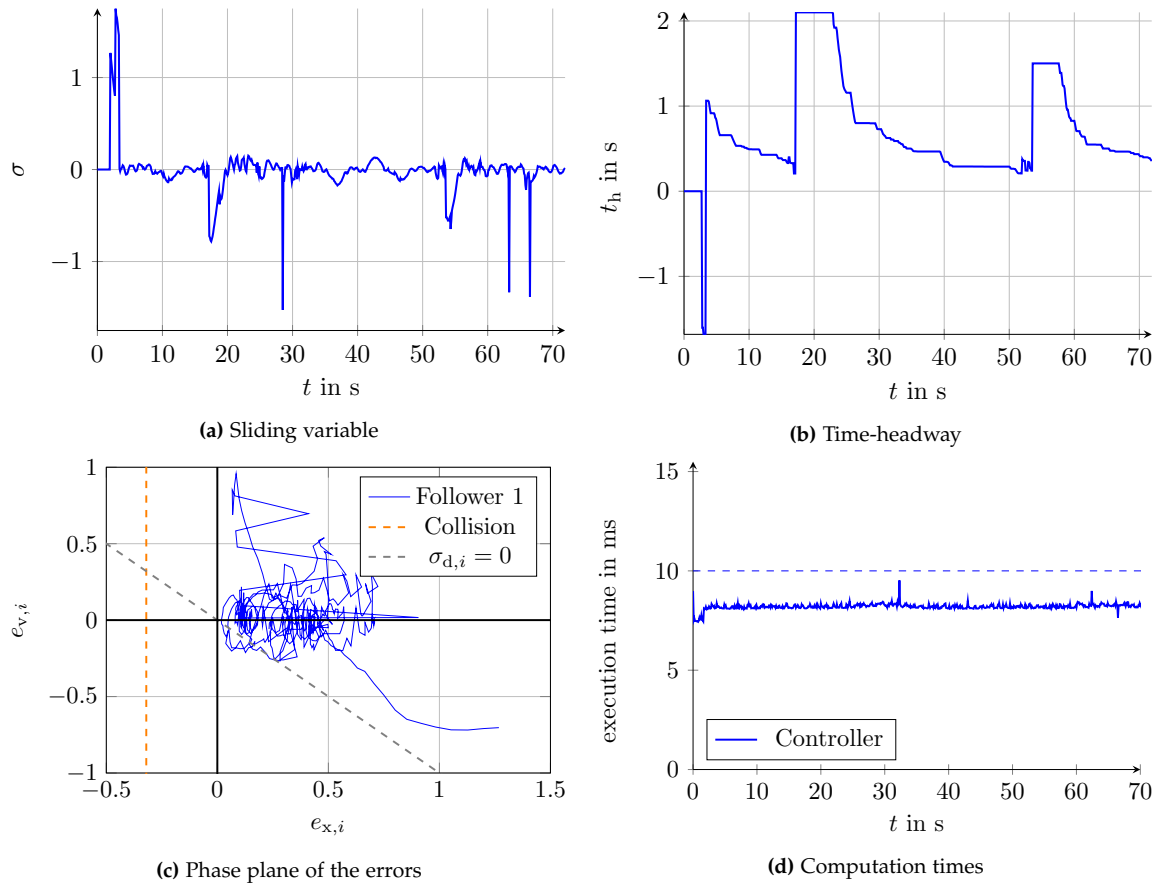 σ
1
0
−1
0 10 20 30 40 50 60 70
t in s
(a) Sliding variable
t_h in s
2
1
0
−1
0 10 20 30 40 50 60 70
t in s
(b) Time-headway
e_v,i
1
0.5
0
−0.5
−1
−0.5 0 0.5 1 1.5
e_x,i
Follower 1
Collision
σ_d,i = 0
(c) Phase plane of the errors
execution time in ms
15
10
5
0
0 10 20 30 40 50 60 70
t in s
Controller
(d) Computation times